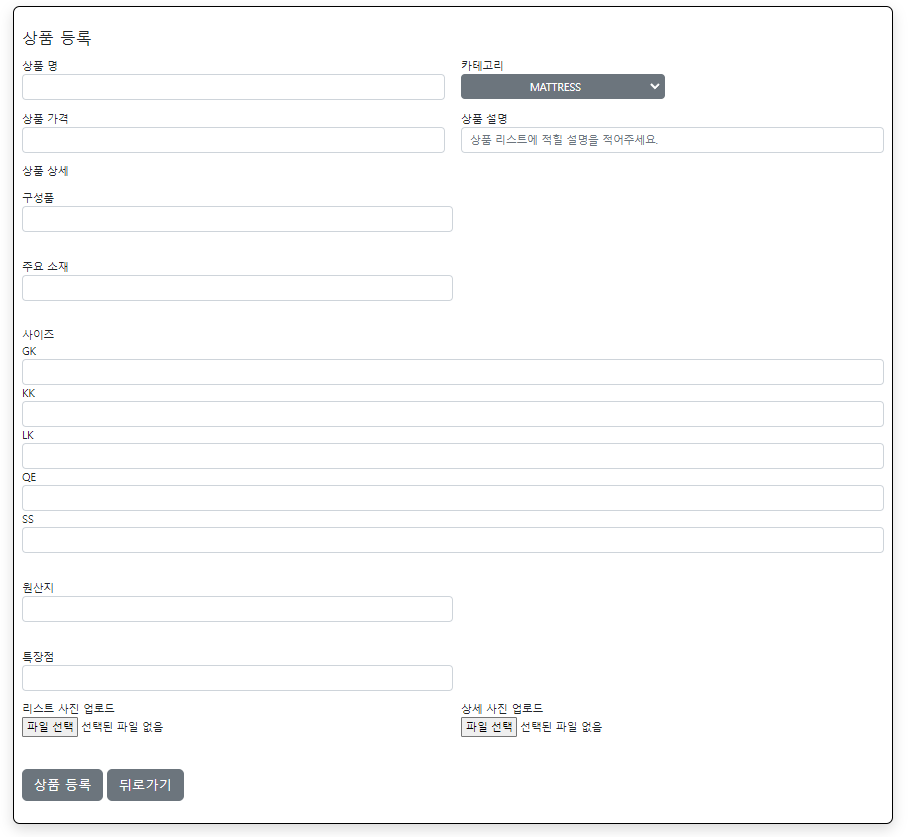 상품 등록
상품 명
카테고리
MATTRESS
상품 가격
상품 설명
상품 리스트에 적힐 설명을 적어주세요.
상품 상세
구성품
주요 소재
사이즈
GK
KK
LK
QE
SS
원산지
특장점
리스트 사진 업로드
상세 사진 업로드
파일 선택 선택된 파일 없음
파일 선택 선택된 파일 없음
상품 등록 뒤로가기